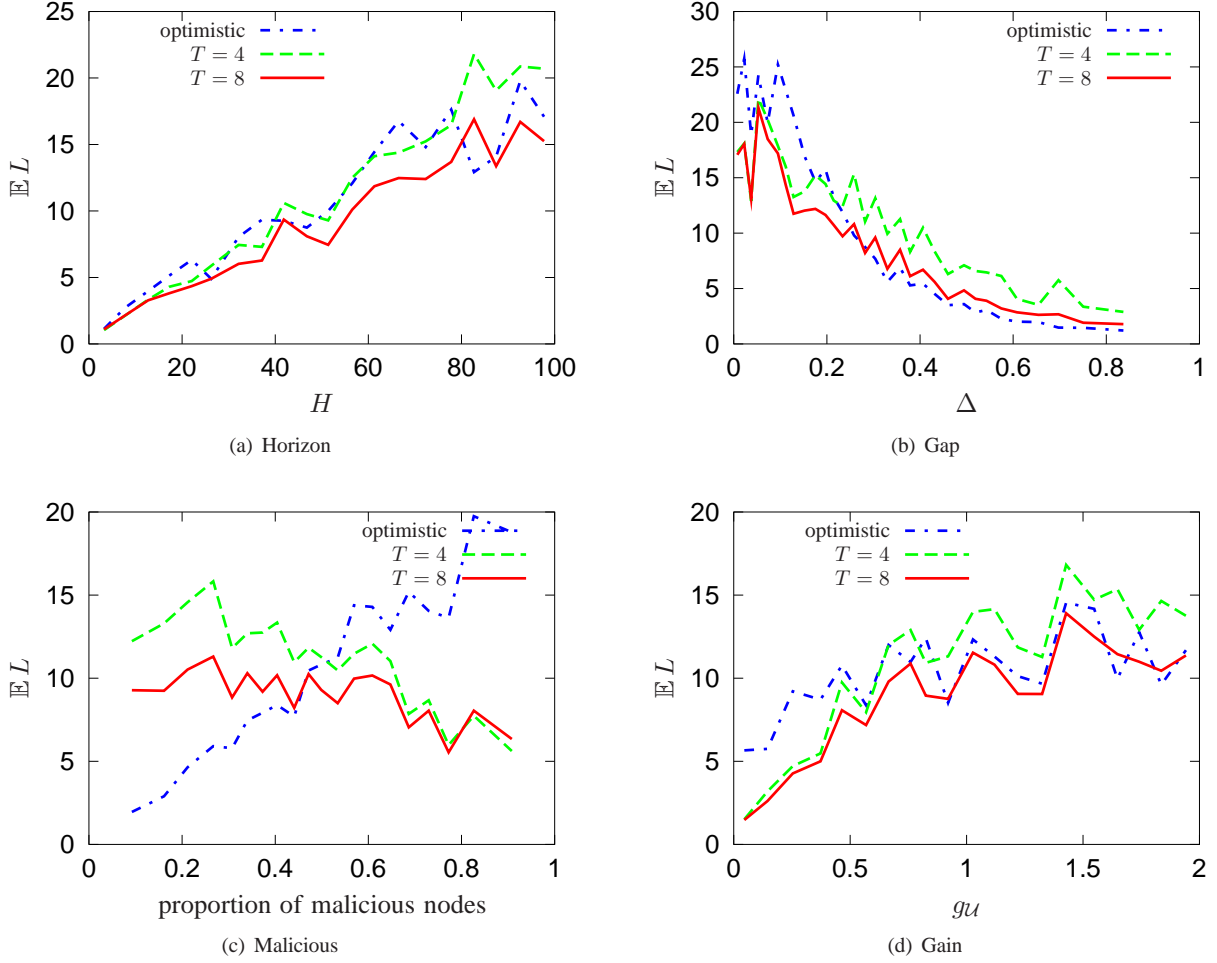 25
20
15
10
5
0
0 20 40 60 80 100
𝔼 L
H
optimistic
T = 4
T = 8
(a) Horizon
30
25
20
15
10
5
0
0 0.2 0.4 0.6 0.8 1
𝔼 L
Δ
optimistic
T = 4
T = 8
(b) Gap
20
15
10
5
0
0 0.2 0.4 0.6 0.8 1
𝔼 L
proportion of malicious nodes
optimistic
T = 4
T = 8
(c) Malicious
20
15
10
5
0
0 0.5 1 1.5 2
𝔼 L
g𝒰
optimistic
T = 4
T = 8
(d) Gain